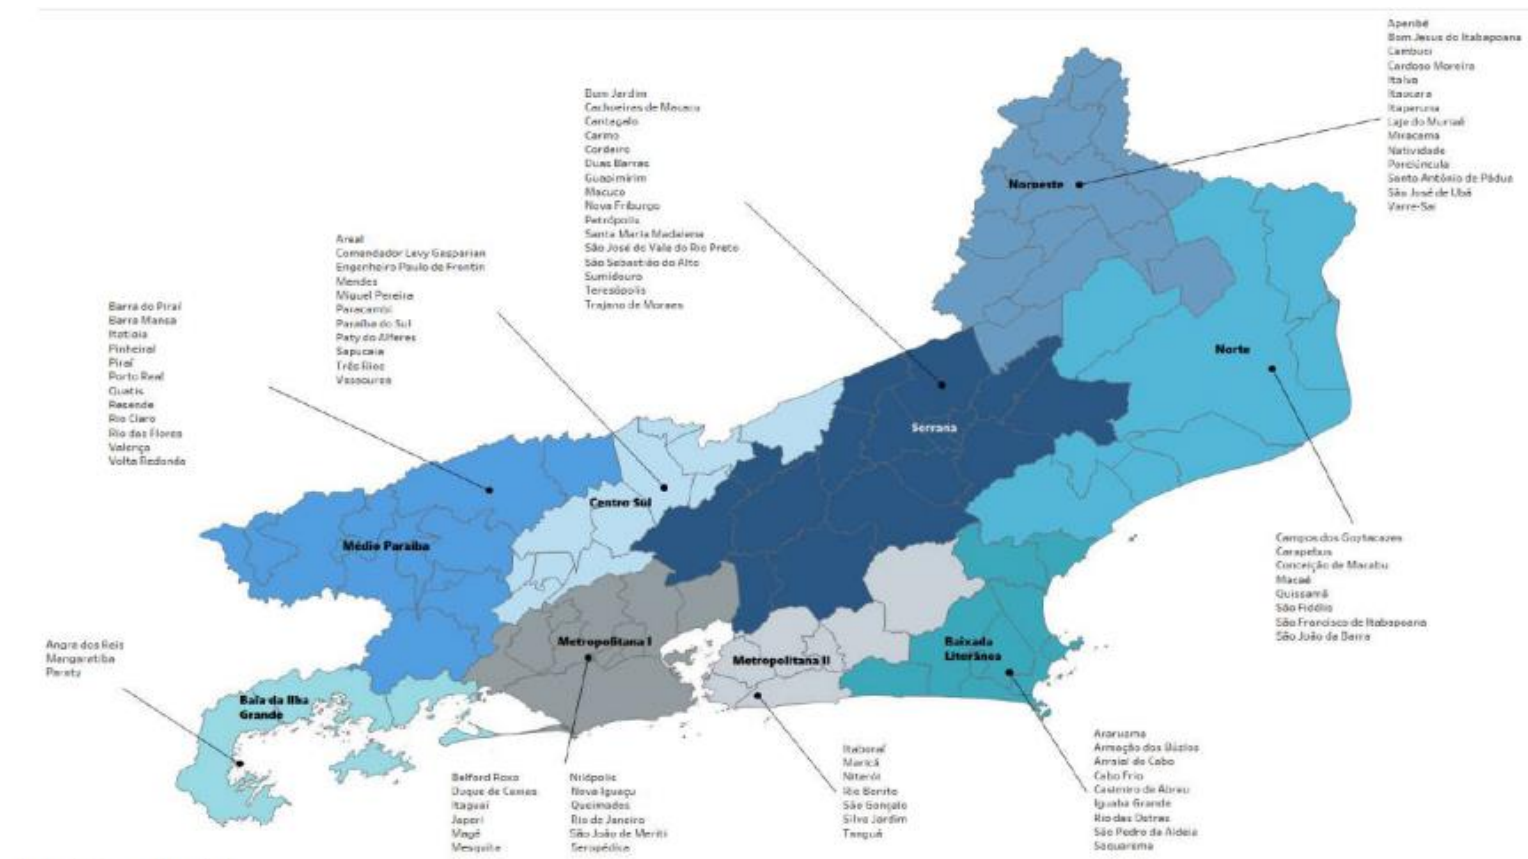 Aperibé
Bom Jesus do Itabapoana
Cambuci
Cardoso Moreira
Italva
Itaocara
Itaperuna
Laje do Muriaé
Miracema
Natividade
Porciúncula
Santo Antônio de Pádua
São José de Ubá
Varre-Sai
Noroeste
Bom Jardim
Cachoeiras de Macacu
Cantagalo
Carmo
Cordeiro
Duas Barras
Guapimirim
Macuco
Nova Friburgo
Petrópolis
Santa Maria Madalena
São José do Vale do Rio Preto
São Sebastião do Alto
Sumidouro
Teresópolis
Trajano de Moraes
Areal
Comendador Levy Gasparian
Engenheiro Paulo de Frontin
Mendes
Miguel Pereira
Paracambi
Paraíba do Sul
Paty do Alferes
Sapucaia
Três Rios
Vassouras
Barra do Piraí
Barra Mansa
Itatiaia
Pinheiral
Piraí
Porto Real
Quatis
Resende
Rio Claro
Rio das Flores
Valença
Volta Redonda
Norte
Serrana
Centro Sul
Médio Paraíba
Campos dos Goytacazes
Carapebus
Conceição de Macabu
Macaé
Quissamã
São Fidélis
São Francisco de Itabapoana
São João da Barra
Angra dos Reis
Mangaratiba
Paraty
Metropolitana I
Metropolitana II
Baixada
Litorânea
Baía da Ilha
Grande
Belford Roxo
Duque de Caxias
Itaguaí
Japeri
Magé
Mesquita
Nilópolis
Nova Iguaçu
Queimados
Rio de Janeiro
São João de Meriti
Seropédica
Itaboraí
Maricá
Niterói
Rio Bonito
São Gonçalo
Silva Jardim
Tanguá
Araruama
Armação dos Búzios
Arraial do Cabo
Cabo Frio
Casimiro de Abreu
Iguaba Grande
Rio das Ostras
São Pedro da Aldeia
Saquarema